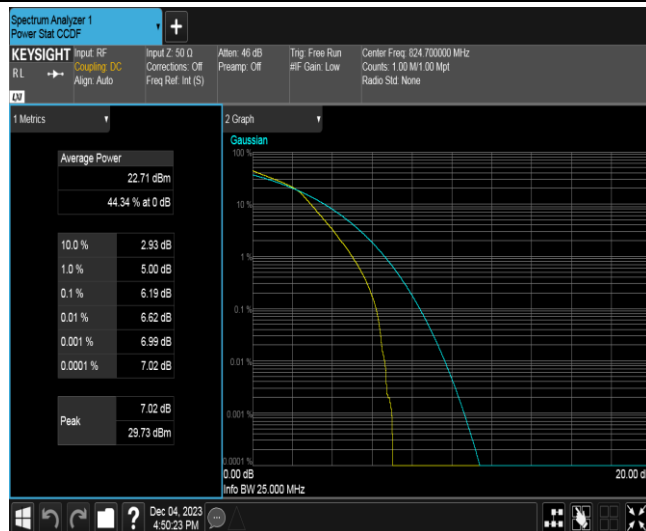 Spectrum Analyzer 1
Power Stat CCDF
+
KEYSIGHT
RL
Input: RF
Coupling: DC
Align: Auto
Input Z: 50 Ω
Corrections: Off
Freq Ref: Int (S)
Atten: 46 dB
Preamp: Off
Trig: Free Run
#IF Gain: Low
Center Freq: 824.700000 MHz
Counts: 1.00 M/1.00 Mpt
Radio Std: None
1 Metrics
Average Power
22.71 dBm
44.34 % at 0 dB
10.0 % 2.93 dB
1.0 % 5.00 dB
0.1 % 6.19 dB
0.01 % 6.62 dB
0.001 % 6.99 dB
0.0001 % 7.02 dB
Peak
7.02 dB
29.73 dBm
2 Graph
Gaussian
100 %
10 %
1 %
0.1 %
0.01 %
0.001 %
0.0001 %
0.00 dB
20.00 d
Info BW 25.000 MHz
?
Dec 04, 2023
4:50:23 PM